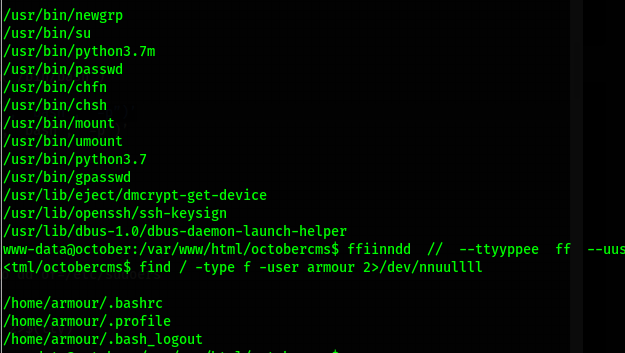 /usr/bin/newgrp
/usr/bin/su
/usr/bin/python3.7m
/usr/bin/passwd
/usr/bin/chfn
/usr/bin/chsh
/usr/bin/mount
/usr/bin/umount
/usr/bin/python3.7
/usr/bin/gpasswd
/usr/lib/eject/dmcrypt-get-device
/usr/lib/openssh/ssh-keysign
/usr/lib/dbus-1.0/dbus-daemon-launch-helper
www-data@october:/var/www/html/octobercms$ ffiinndd  //  --ttyyppee  ff  --uus
<tml/octobercms$ find / -type f -user armour 2>/dev/nnuullll
/home/armour/.bashrc
/home/armour/.profile
/home/armour/.bash_logout